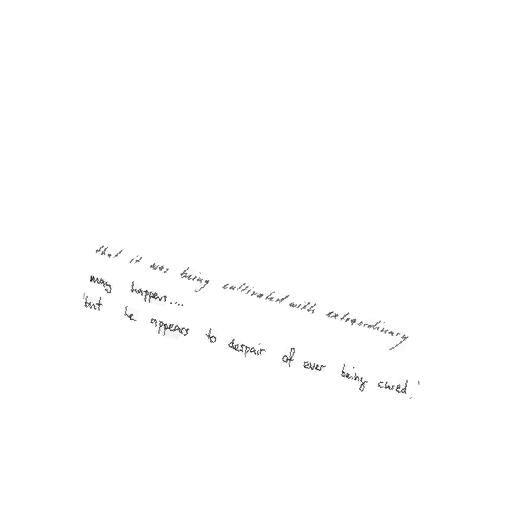 that it was being cultivated with extraordinary
may happen....
"but he appears to despair of ever being cured.'